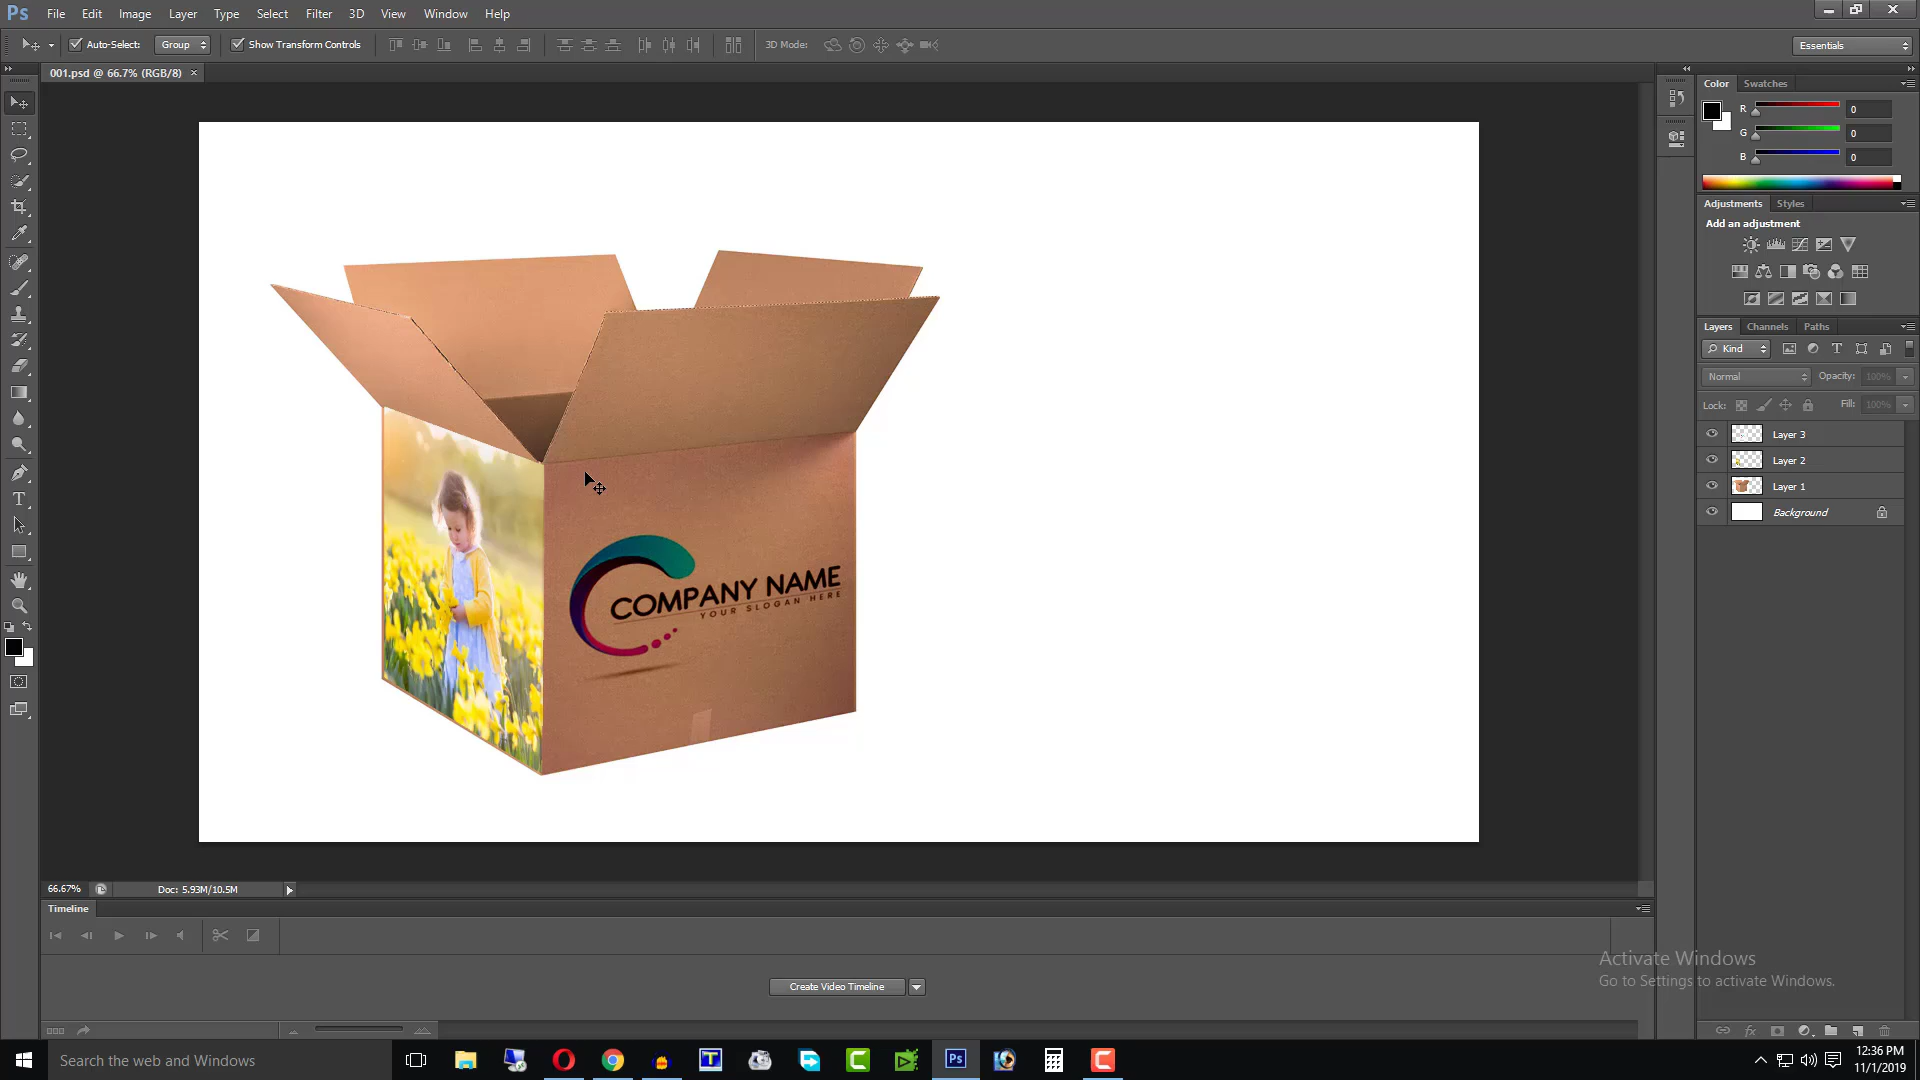 Ps File Edit Image Layer Type Select Filter 3D View Window Help
Auto-Select: Group Show Transform Controls 3D Mode: Essentials
001.psd @ 66.7% (RGB/8) ×
Color Swatches
R 0
G 0
B 0
Adjustments Styles
Add an adjustment
Layers Channels Paths
Kind
Normal Opacity: 100%
Lock: Fill: 100%
Layer 3
Layer 2
Layer 1
Background
COMPANY NAME
YOUR SLOGAN HERE
66.67% Doc: 5.93M/10.5M
Timeline
Create Video Timeline
Activate Windows
Go to Settings to activate Windows.
Search the web and Windows
12:36 PM
11/1/2019